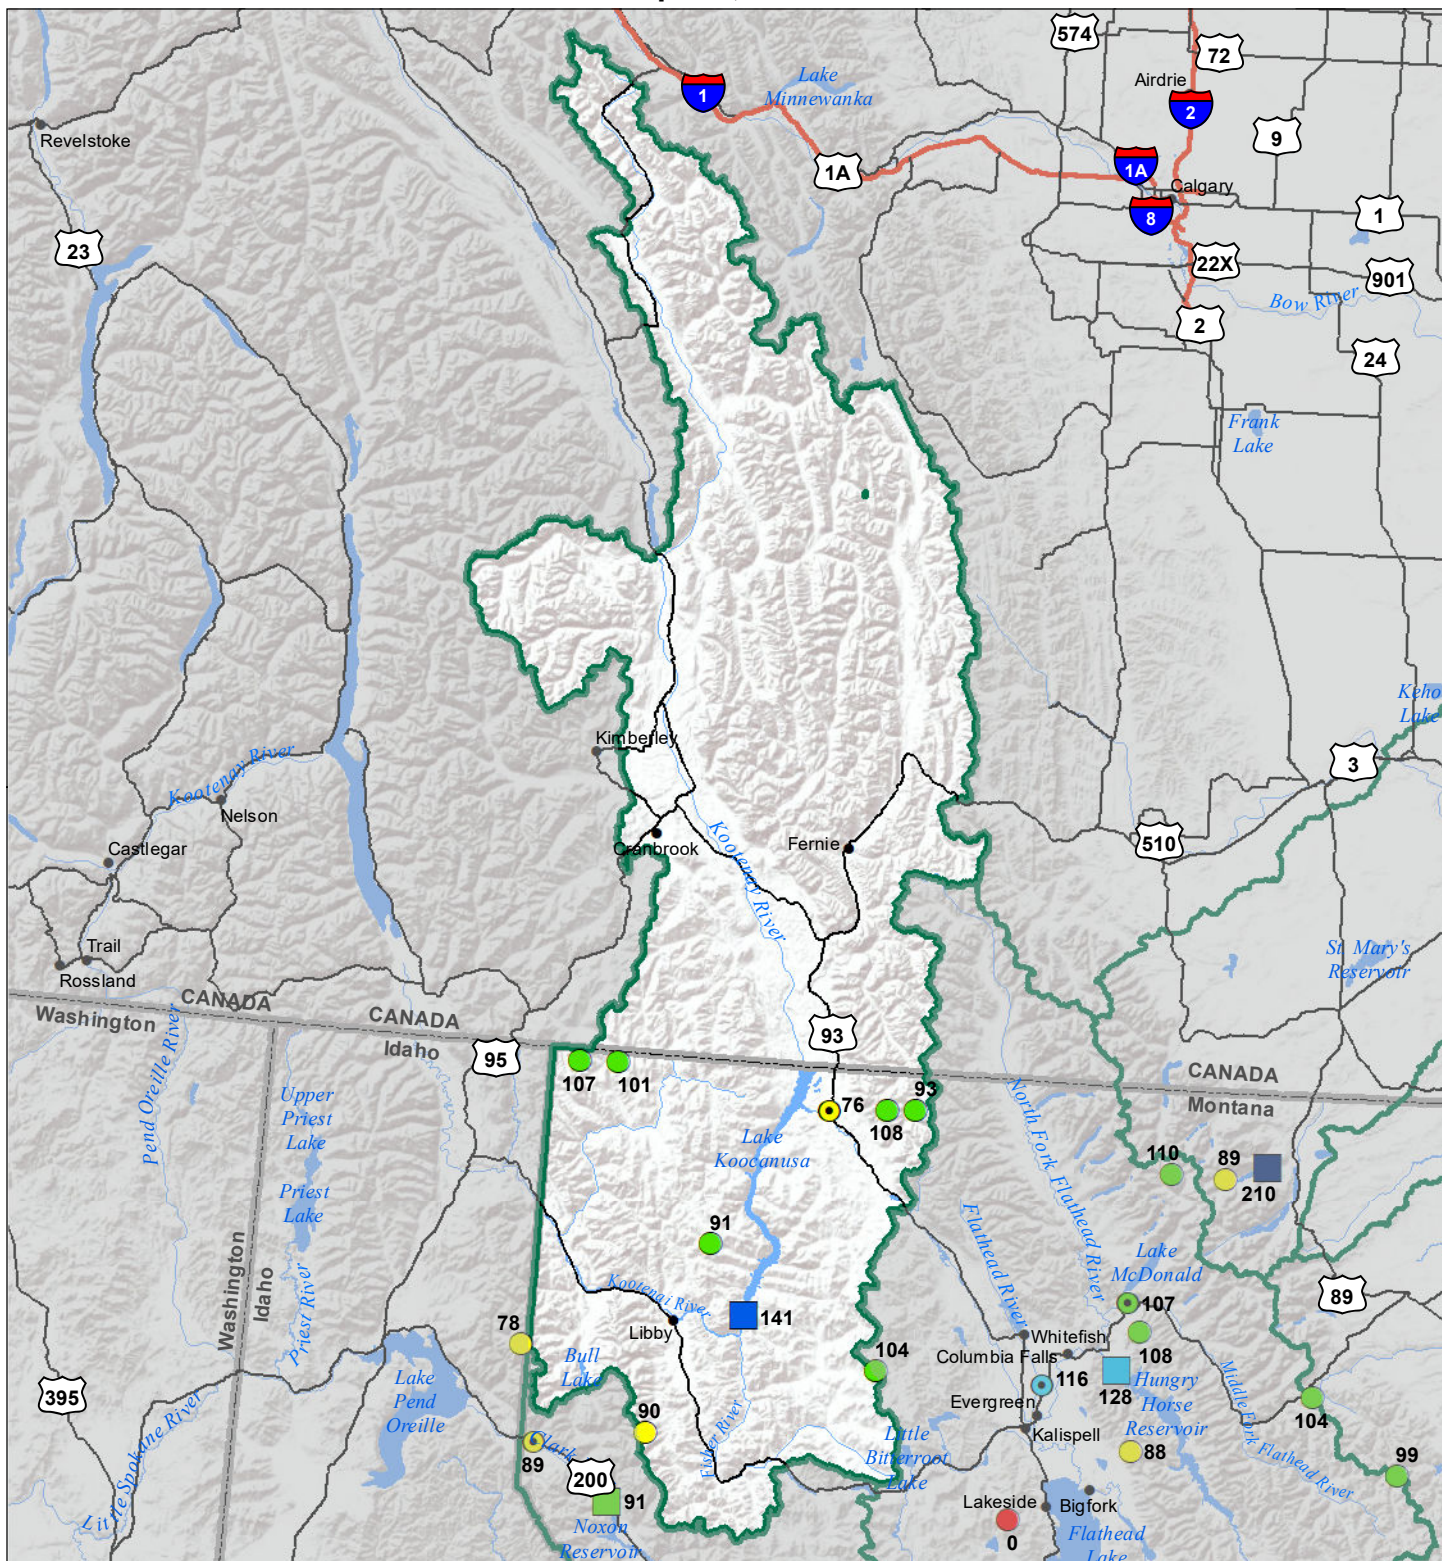 574
72
Airdrie
Lake
Minnewanka
1
2
Revelstoke
9
1A
1A
Calgary
8
1
23
22X
901
Bow River
2
24
Frank
Lake
Keho
Lake
Kimberley
3
Kootenay River
Nelson
Kootenay River
Cranbrook
Fernie
510
Castlegar
Trail
Rossland
St. Mary's
Reservoir
CANADA
Washington
CANADA
Idaho
95
93
CANADA
Montana
Pend Oreille River
107
101
76
108
93
Upper
Priest
Lake
Lake
Koocanusa
North Fork Flathead River
110
89
210
Priest
Lake
91
Flathead River
Lake
McDonald
Washington
Idaho
Priest River
Kootenai River
89
107
78
Libby
141
Whitefish
108
Columbia Falls
Bull
Lake
104
116
128
Hungry
Horse
Reservoir
Middle Fork Flathead River
395
Lake
Pend
Oreille
Evergreen
104
90
Kalispell
Little Spokane River
Clark
89
Fisher River
Little
Bitterroot
Lake
88
99
200
91
Lakeside
Bigfork
Noxon
Reservoir
0
Flathead
Lake